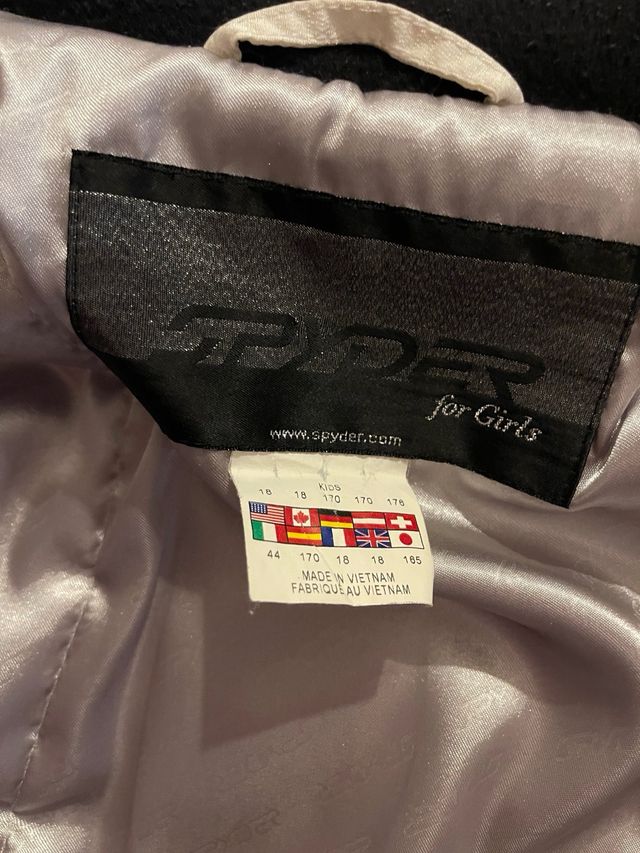 SPYDER
for Girls
www.spyder.com
KIDS
18 18 170 170 176
44 170 18 18 165
MADE IN VIETNAM
FABRIQUÉ AU VIETNAM